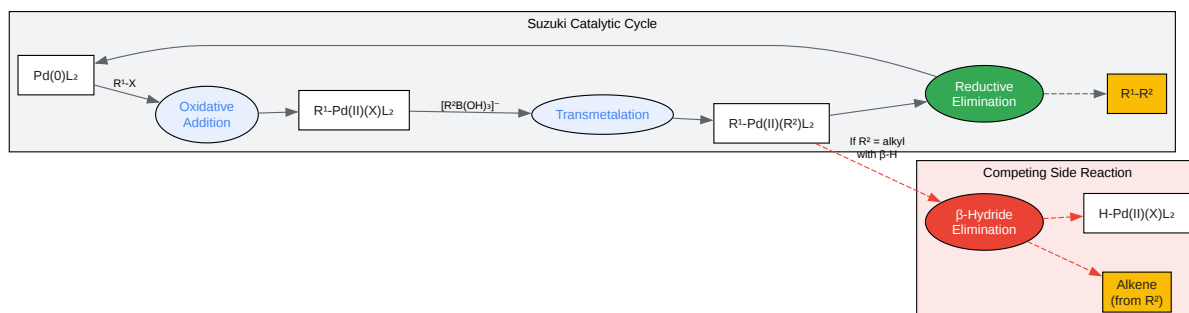 Suzuki Catalytic Cycle
Pd(0)L₂
R¹-X
Oxidative
Addition
R¹-Pd(II)(X)L₂
[R²B(OH)₃]⁻
Transmetalation
R¹-Pd(II)(R²)L₂
Reductive
Elimination
R¹-R²
If R² = alkyl
with β-H
Competing Side Reaction
β-Hydride
Elimination
H-Pd(II)(X)L₂
Alkene
(from R²)